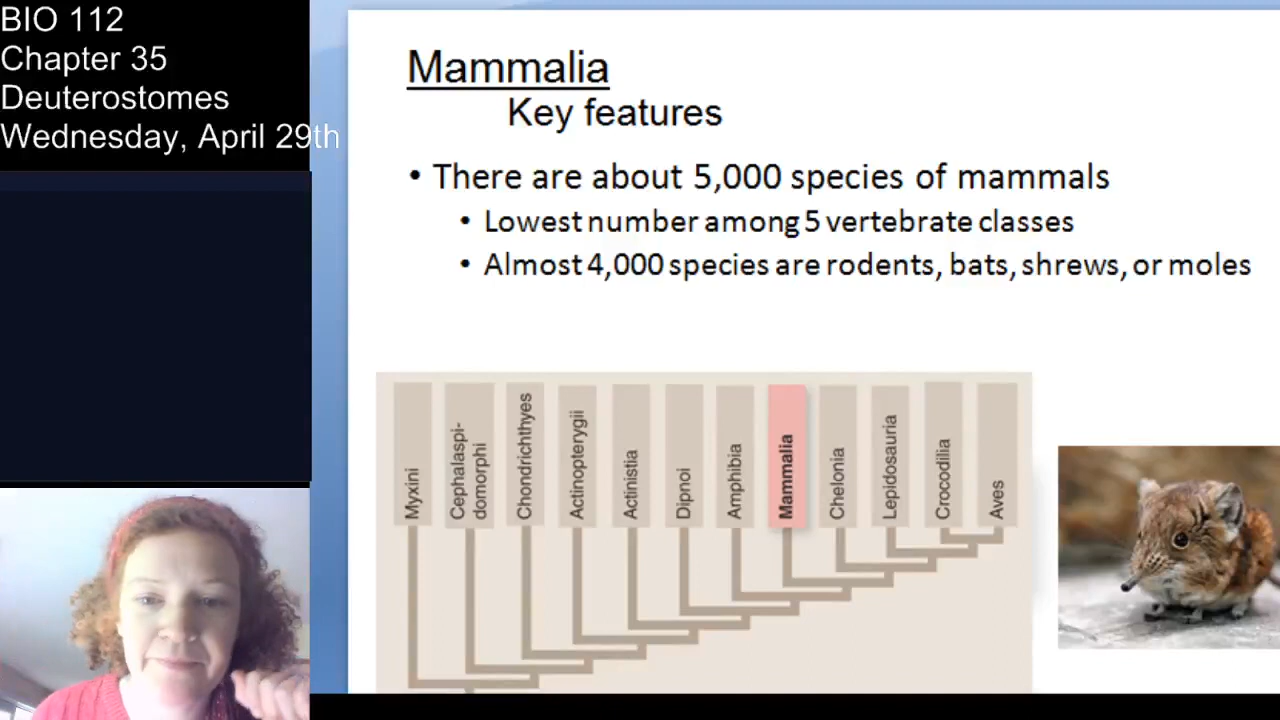 BIO 112
Chapter 35
Deuterostomes
Wednesday, April 29th
Mammalia
Key features
• There are about 5,000 species of mammals
• Lowest number among 5 vertebrate classes
• Almost 4,000 species are rodents, bats, shrews, or moles
Myxini
Cephalaspi-
domorphi
Chondrichthyes
Actinopterygii
Actinistia
Dipnoi
Amphibia
Mammalia
Chelonia
Lepidosauria
Crocodilia
Aves